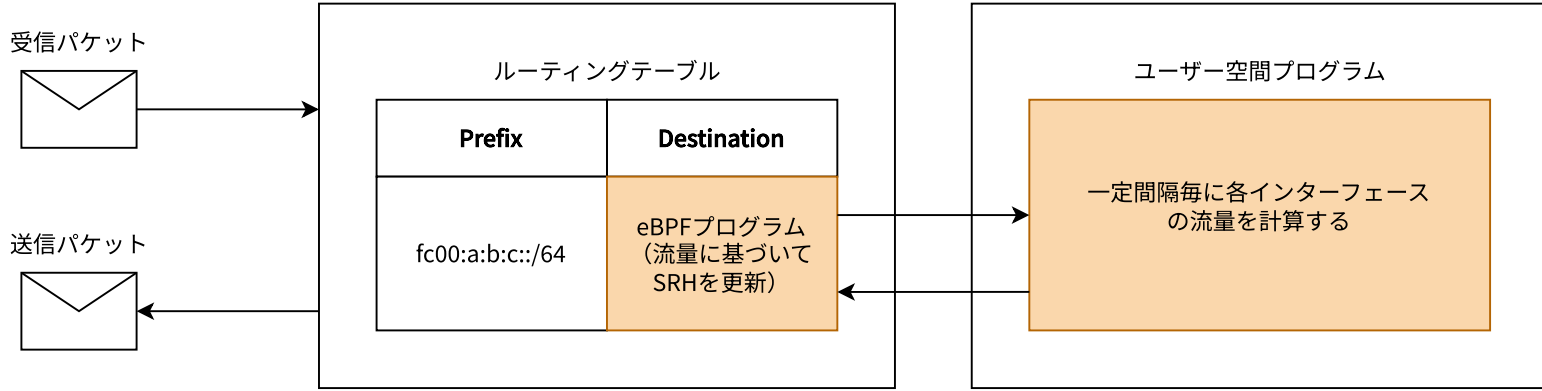 受信パケット
送信パケット
ルーティングテーブル
Prefix
Destination
fc00:a:b:c::/64
eBPFプログラム
（流量に基づいて
SRHを更新）
ユーザー空間プログラム
一定間隔毎に各インターフェース
の流量を計算する